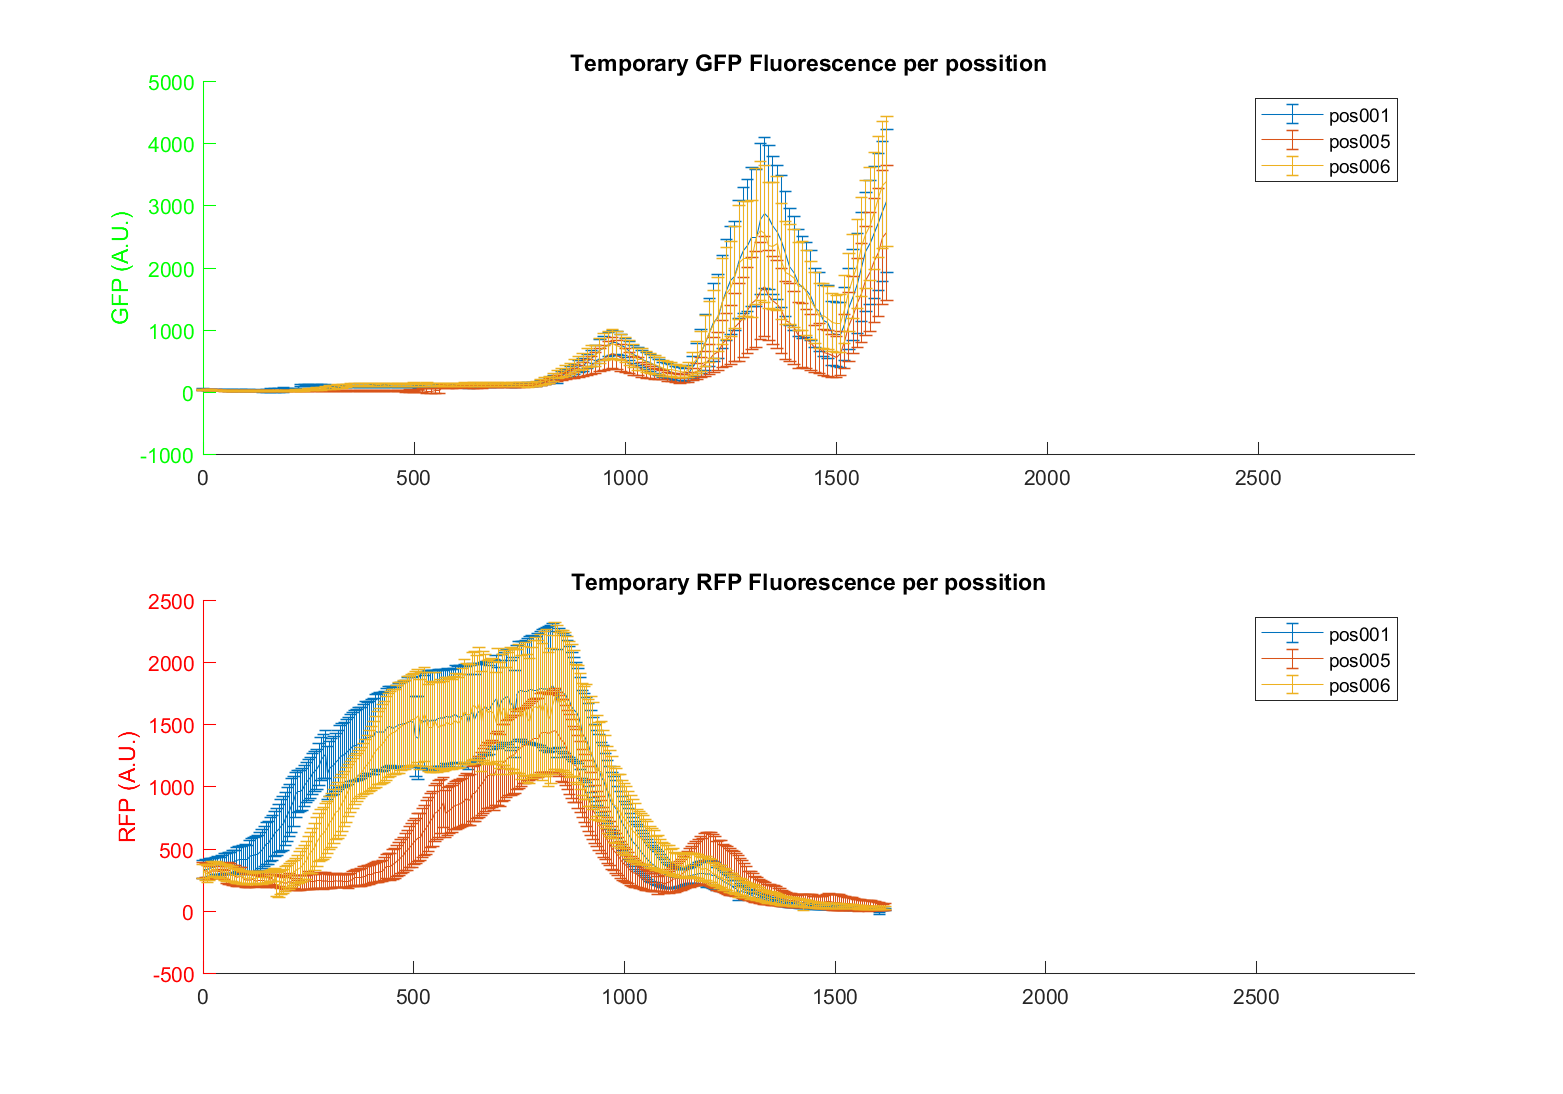 Temporary GFP Fluorescence per possition
5000
4000
3000
2000
1000
0
-1000
GFP (A.U.)
0 500 1000 1500 2000 2500
pos001
pos005
pos006
Temporary RFP Fluorescence per possition
2500
2000
1500
1000
500
0
-500
RFP (A.U.)
0 500 1000 1500 2000 2500
pos001
pos005
pos006